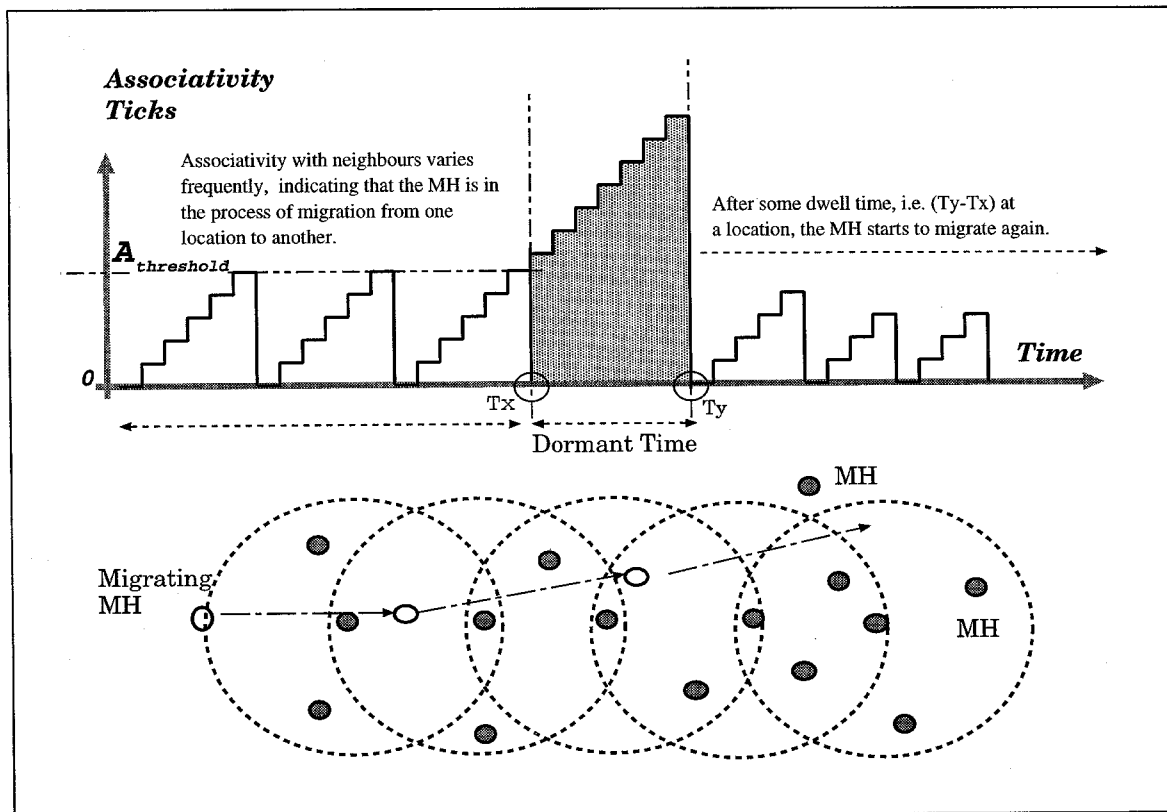 Associativity
Ticks
Associativity with neighbours varies
frequently, indicating that the MH is in
the process of migration from one
location to another.
After some dwell time, i.e. (Ty-Tx) at
a location, the MH starts to migrate again.
A threshold
0
Time
Tx
Ty
Dormant Time
MH
Migrating
MH
MH